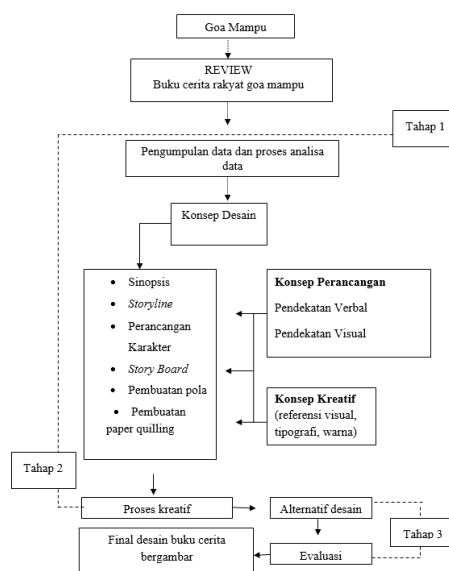 Goa Mampu
REVIEW
Buku cerita rakyat goa mampu
Tahap 1
Pengumpulan data dan proses analisa
data
Konsep Desain
• Sinopsis
• Storyline
• Perancangan
Karakter
• Story Board
• Pembuatan pola
• Pembuatan
paper quilling
Konsep Perancangan
Pendekatan Verbal
Pendekatan Visual
Konsep Kreatif
(referensi visual,
tipografi, warna)
Tahap 2
Proses kreatif
Alternatif desain
Tahap 3
Final desain buku cerita
bergambar
Evaluasi